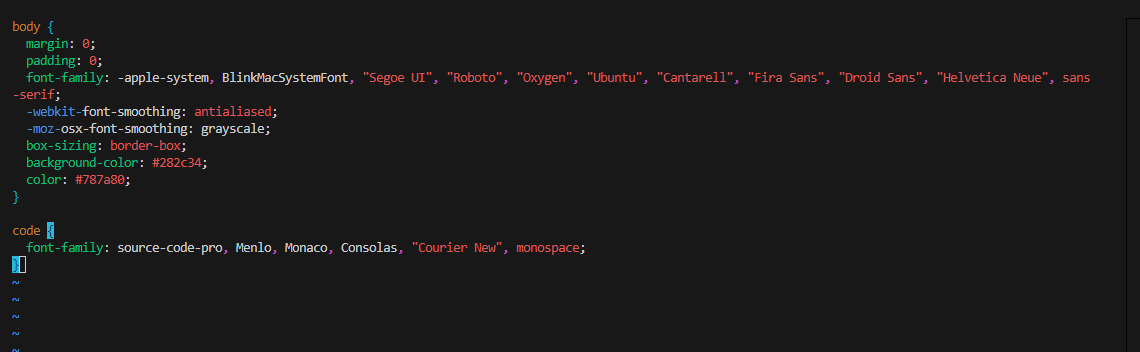 body {
  margin: 0;
  padding: 0;
  font-family: -apple-system, BlinkMacSystemFont, "Segoe UI", "Roboto", "Oxygen", "Ubuntu", "Cantarell", "Fira Sans", "Droid Sans", "Helvetica Neue", sans
-serif;
  -webkit-font-smoothing: antialiased;
  -moz-osx-font-smoothing: grayscale;
  box-sizing: border-box;
  background-color: #282c34;
  color: #787a80;
}

code {
  font-family: source-code-pro, Menlo, Monaco, Consolas, "Courier New", monospace;
}
~
~
~
~
~